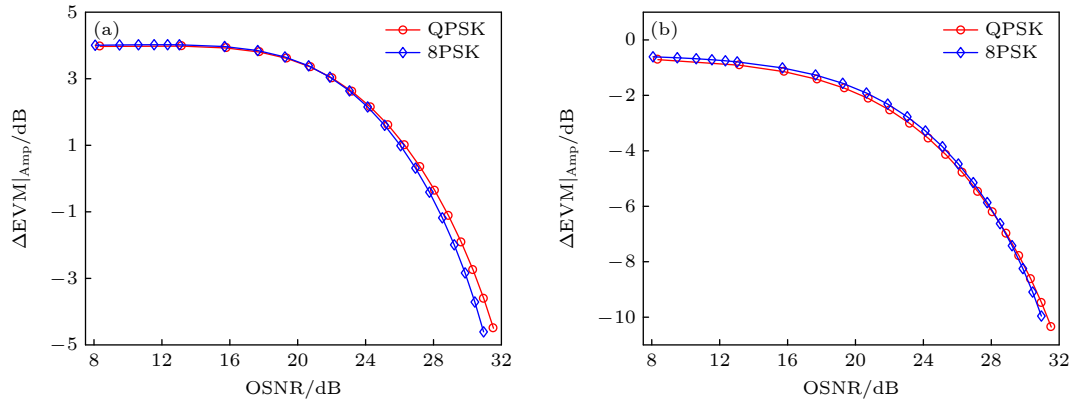 (a)
QPSK
8PSK
5
3
1
−1
−3
−5
ΔEVM|Amp/dB
8
12
16
20
24
28
32
OSNR/dB
(b)
QPSK
8PSK
0
−2
−4
−6
−8
−10
ΔEVM|Amp/dB
8
12
16
20
24
28
32
OSNR/dB